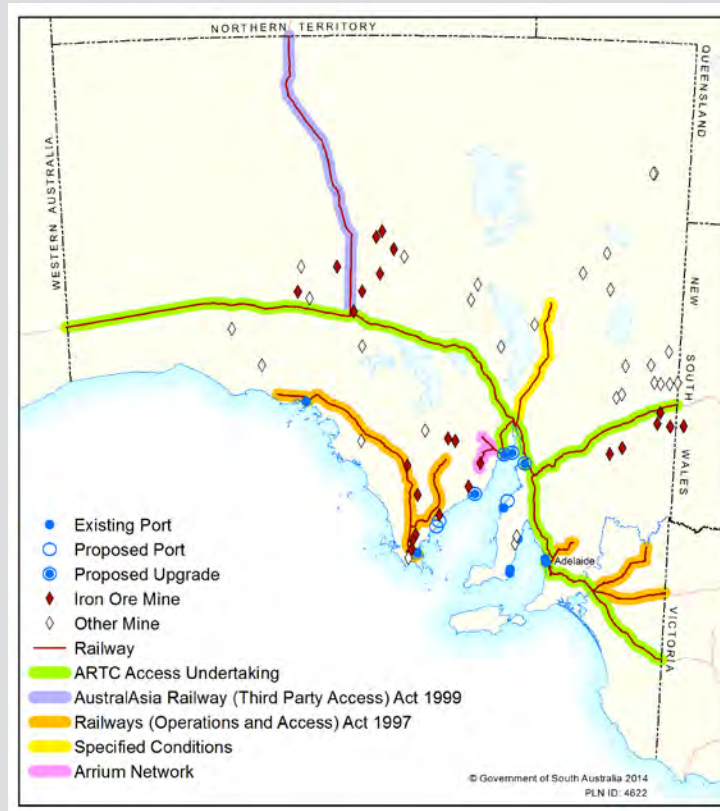 NORTHERN TERRITORY
QUEENSLAND
WESTERN AUSTRALIA
NEW
SOUTH
WALES
Adelaide
VICTORIA
Existing Port
Proposed Port
Proposed Upgrade
Iron Ore Mine
Other Mine
Railway
ARTC Access Undertaking
AustralAsia Railway (Third Party Access) Act 1999
Railways (Operations and Access) Act 1997
Specified Conditions
Arrium Network
© Government of South Australia 2014
PLN ID: 4622